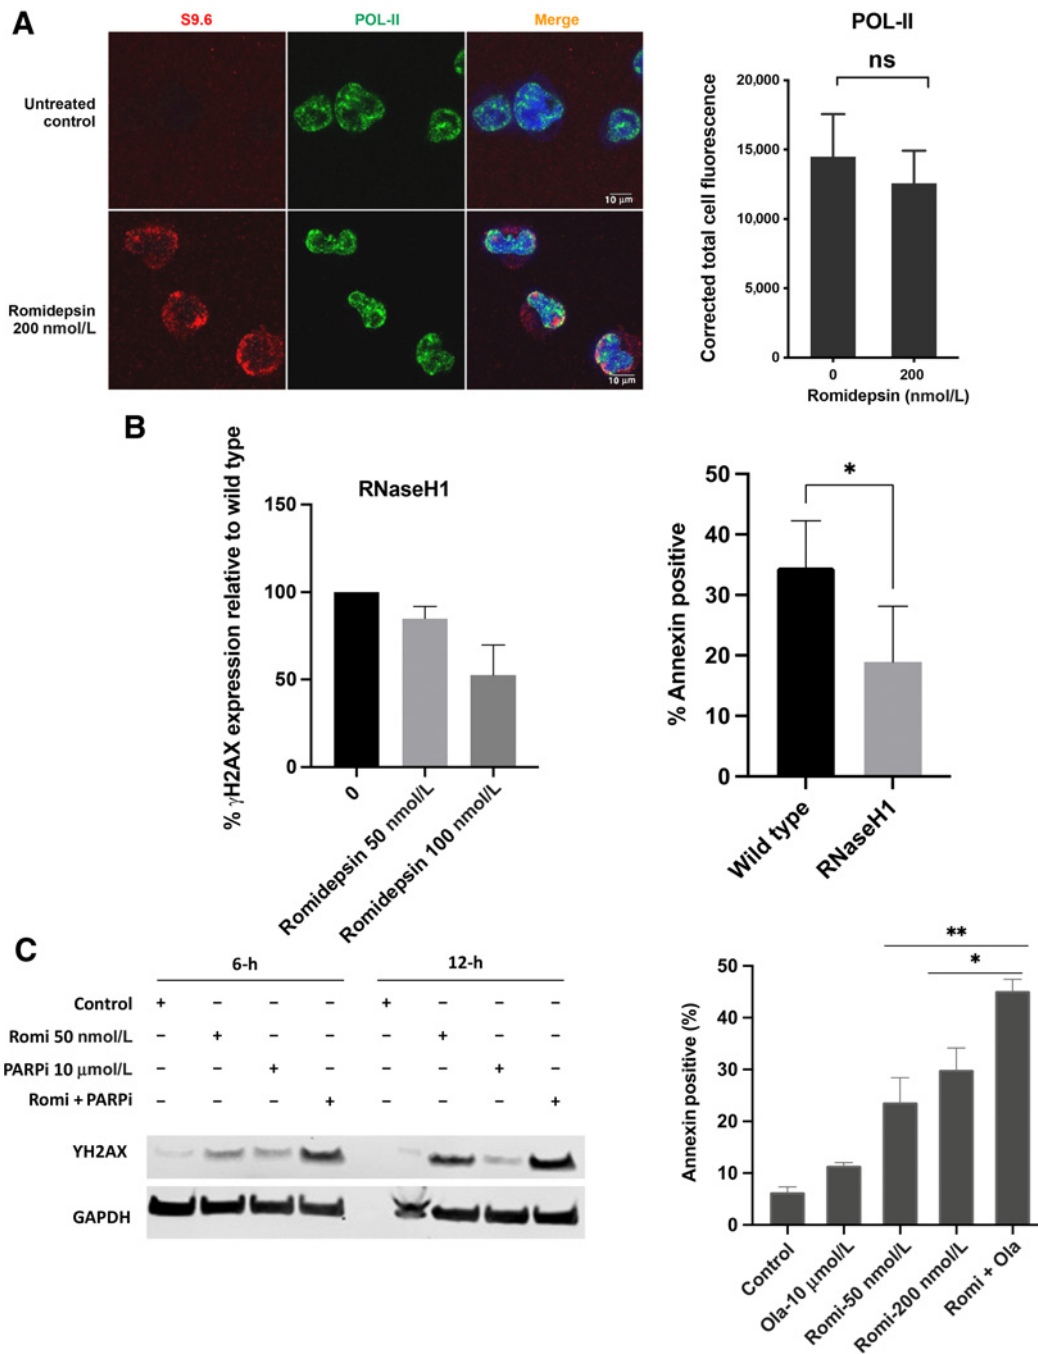 A
S9.6
POL-II
Merge
Untreated
control
10 µm
Romidepsin
200 nmol/L
10 µm
POL-II
ns
Corrected total cell fluorescence
20,000
15,000
10,000
5,000
0
0
200
Romidepsin (nmol/L)
B
RNaseH1
% γH2AX expression relative to wild type
150
100
50
0
0
Romidepsin 50 nmol/L
Romidepsin 100 nmol/L
*
% Annexin positive
50
40
30
20
10
0
Wild type
RNaseH1
C
6-h
12-h
Control + – – – + – – –
Romi 50 nmol/L – + – – – + – –
PARPi 10 µmol/L – – + – – – + –
Romi + PARPi – – – + – – – +
YH2AX
GAPDH
**
*
Annexin positive (%)
50
40
30
20
10
0
Control
Ola-10 µmol/L
Romi-50 nmol/L
Romi-200 nmol/L
Romi + Ola